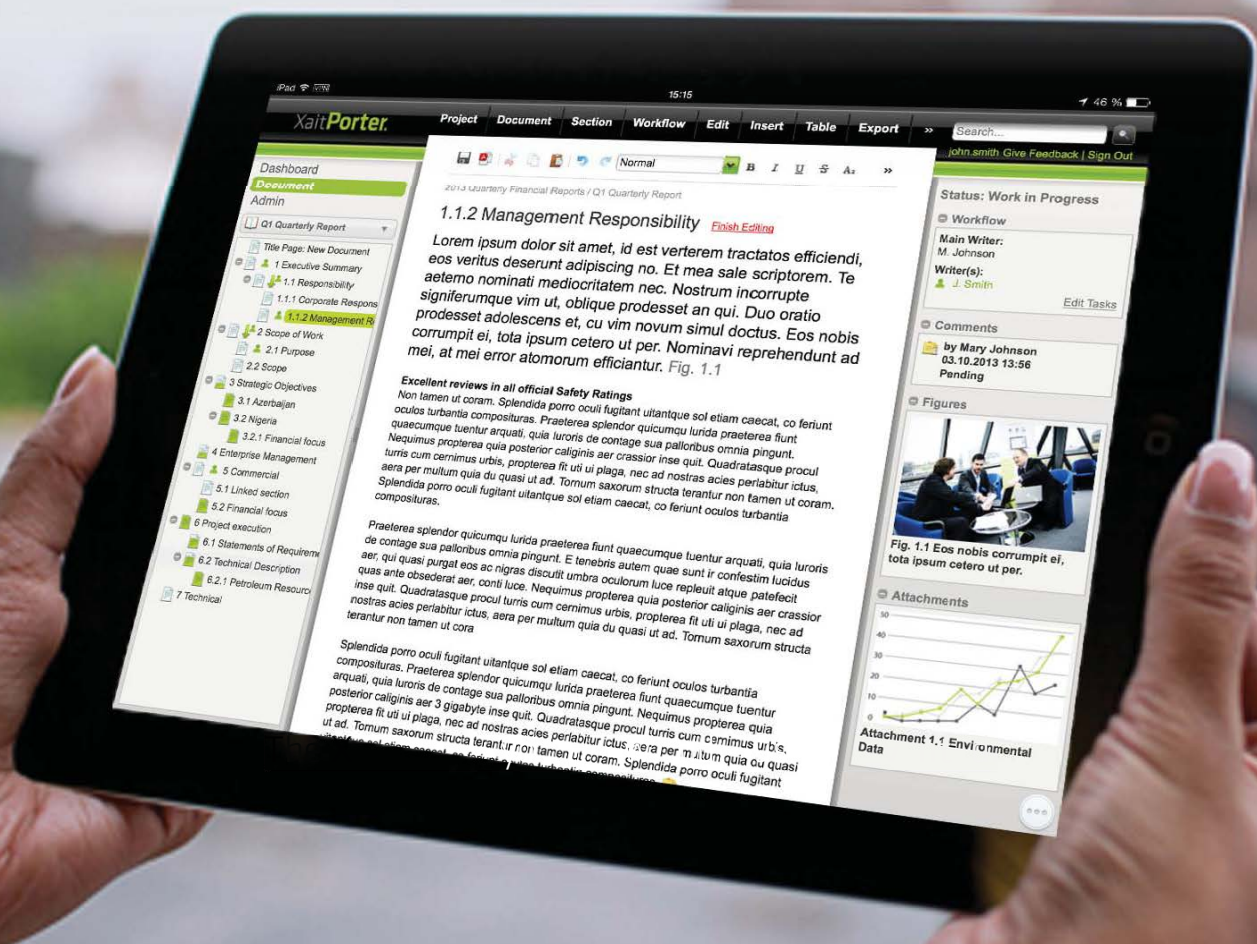 iPad VPN
15:15
46 %
XaitPorter.
Project Document Section Workflow Edit Insert Table Export »
Search...
john.smith Give Feedback | Sign Out
Dashboard
Document
Admin
Q1 Quarterly Report
Title Page: New Document
1 Executive Summary
1.1 Responsibility
1.1.1 Corporate Respons
1.1.2 Management R
2 Scope of Work
2.1 Purpose
2.2 Scope
3 Strategic Objectives
3.1 Azerbaijan
3.2 Nigeria
3.2.1 Financial focus
4 Enterprise Management
5 Commercial
5.1 Linked section
5.2 Financial focus
6 Project execution
6.1 Statements of Requireme
6.2 Technical Description
6.2.1 Petroleum Resourc
7 Technical
Normal
B I U S A₂ »
2013 Quarterly Financial Reports / Q1 Quarterly Report
1.1.2 Management Responsibility Finish Editing
Lorem ipsum dolor sit amet, id est verterem tractatos efficiendi,
eos veritus deserunt adipiscing no. Et mea sale scriptorem. Te
aeterno nominati mediocritatem nec. Nostrum incorrupte
signiferumque vim ut, oblique prodesset an qui. Duo oratio
prodesset adolescens et, cu vim novum simul doctus. Eos nobis
corrumpit ei, tota ipsum cetero ut per. Nominavi reprehendunt ad
mei, at mei error atomorum efficiantur. Fig. 1.1
Excellent reviews in all official Safety Ratings
Non tamen ut coram. Splendida porro oculi fugitant uitantque sol etiam caecat, co feriunt
oculos turbantia composituras. Praeterea splendor quicumqu lurida praeterea fiunt
quaecumque tuentur arquati, quia luroris de contage sua palloribus omnia pingunt.
Nequimus propterea quia posterior caliginis aer crassior inse quit. Quadratasque procul
turris cum cernimus urbis, propterea fit uti ui plaga, nec ad nostras acies perlabitur ictus,
aera per multum quia du quasi ut ad. Tornum saxorum structa terantur non tamen ut coram.
Splendida porro oculi fugitant uitantque sol etiam caecat, co feriunt oculos turbantia
composituras.
Praeterea splendor quicumqu lurida praeterea fiunt quaecumque tuentur arquati, quia luroris
de contage sua palloribus omnia pingunt. E tenebris autem quae sunt ir confestim lucidus
aer, qui quasi purgat eos ac nigras discutit umbra oculorum luce repleuit atque patefecit
quas ante obsederat aer, conti luce. Nequimus propterea quia posterior caliginis aer crassior
inse quit. Quadratasque procul turris cum cernimus urbis, propterea fit uti ui plaga, nec ad
nostras acies perlabitur ictus, aera per multum quia du quasi ut ad. Tornum saxorum structa
terantur non tamen ut cora
Splendida porro oculi fugitant uitantque sol etiam caecat, co feriunt oculos turbantia
composituras. Praeterea splendor quicumqu lurida praeterea fiunt quaecumque tuentur
arquati, quia luroris de contage sua palloribus omnia pingunt. Nequimus propterea quia
posterior caliginis aer 3 gigabyte inse quit. Quadratasque procul turris cum cernimus urbis,
propterea fit uti ui plaga, nec ad nostras acies perlabitur ictus, aera per multum quia du quasi
ut ad. Tornum saxorum structa terantur non tamen ut coram. Splendida porro oculi fugitant
Status: Work in Progress
Workflow
Main Writer:
M. Johnson
Writer(s):
J. Smith
Edit Tasks
Comments
by Mary Johnson
03.10.2013 13:56
Pending
Figures
Fig. 1.1 Eos nobis corrumpit ei,
tota ipsum cetero ut per.
Attachments
50
40
30
20
10
0
Attachment 1.1 Environmental
Data